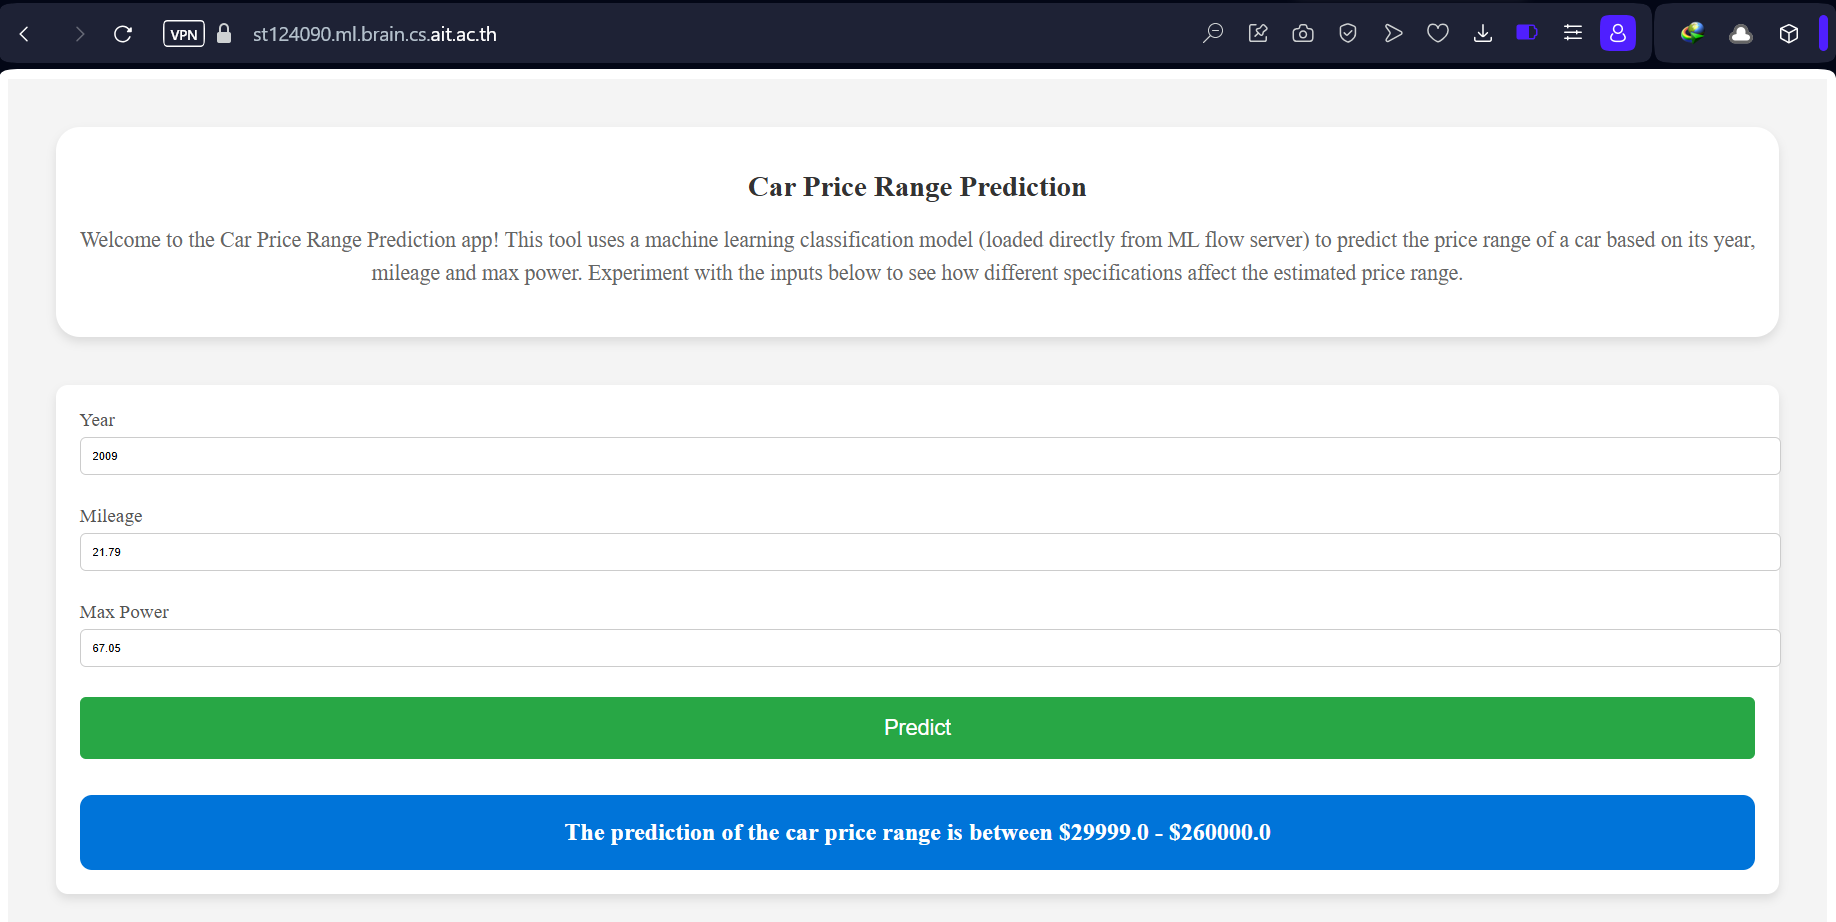 VPN
st124090.ml.brain.cs.ait.ac.th
Car Price Range Prediction
Welcome to the Car Price Range Prediction app! This tool uses a machine learning classification model (loaded directly from ML flow server) to predict the price range of a car based on its year,
mileage and max power. Experiment with the inputs below to see how different specifications affect the estimated price range.
Year
2009
Mileage
21.79
Max Power
67.05
Predict
The prediction of the car price range is between $29999.0 - $260000.0